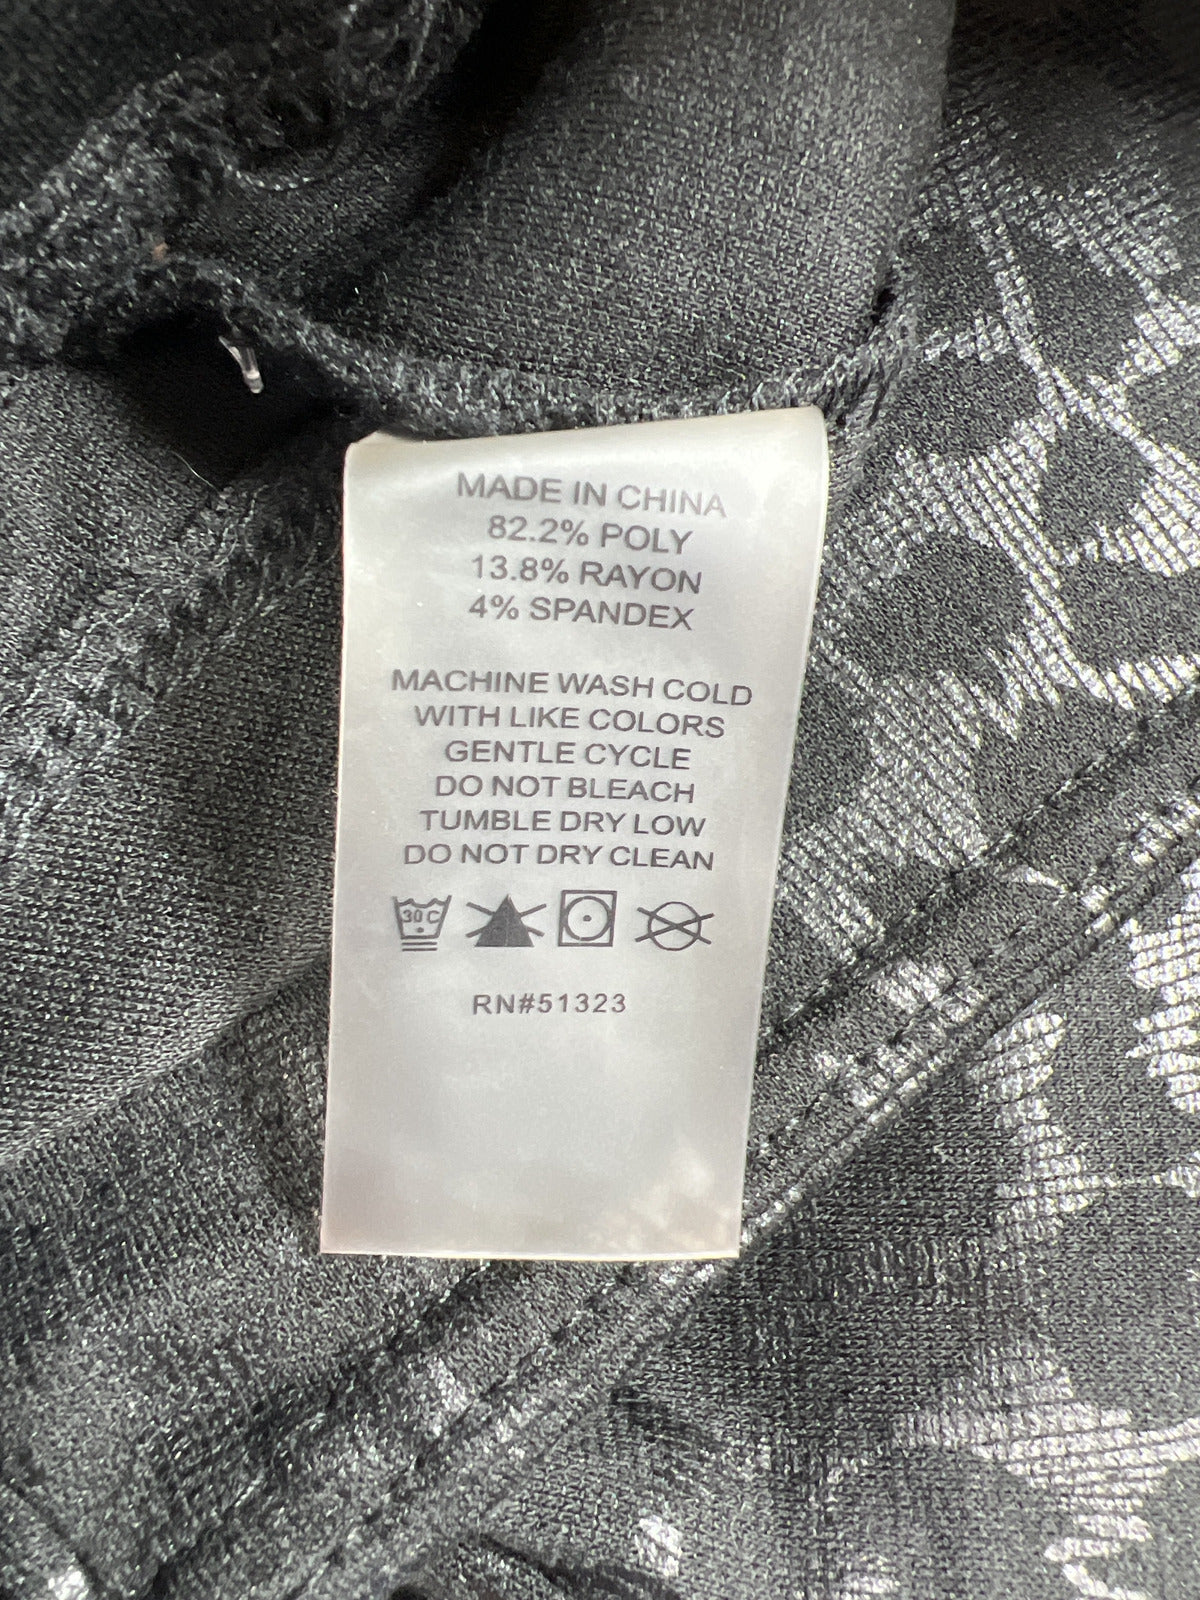 MADE IN CHINA
82.2% POLY
13.8% RAYON
4% SPANDEX
MACHINE WASH COLD
WITH LIKE COLORS
GENTLE CYCLE
DO NOT BLEACH
TUMBLE DRY LOW
DO NOT DRY CLEAN
30 C
RN#51323